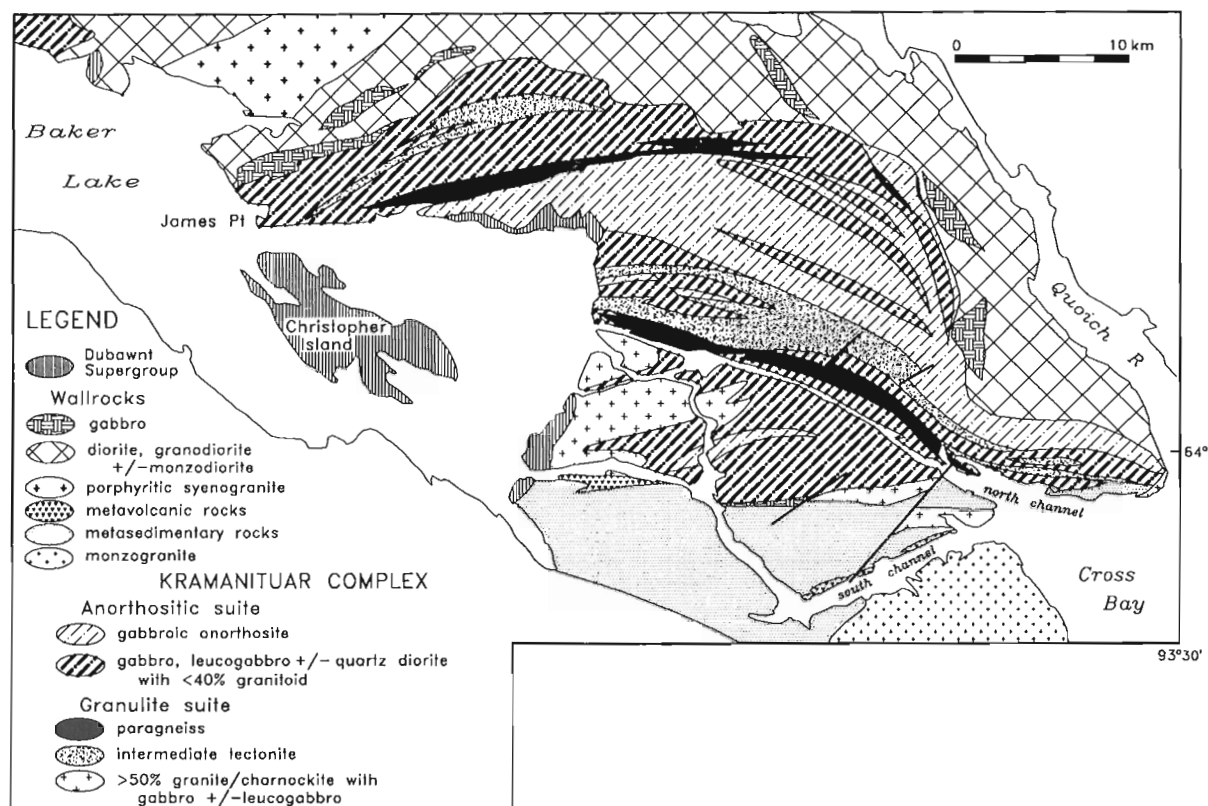 0 10 km
Baker
Lake
James Pt
Christopher
Island
Quoich R
64°
north channel
south channel
Cross
Bay
93°30'
LEGEND
Dubawnt
Supergroup
Wallrocks
gabbro
diorite, granodiorite
+/-monzodiorite
porphyritic syenogranite
metavolcanic rocks
metasedimentary rocks
monzogranite
KRAMANITUAR COMPLEX
Anorthositic suite
gabbroic anorthosite
gabbro, leucogabbro +/- quartz diorite
with <40% granitoid
Granulite suite
paragneiss
intermediate tectonite
>50% granite/charnockite with
gabbro +/-leucogabbro